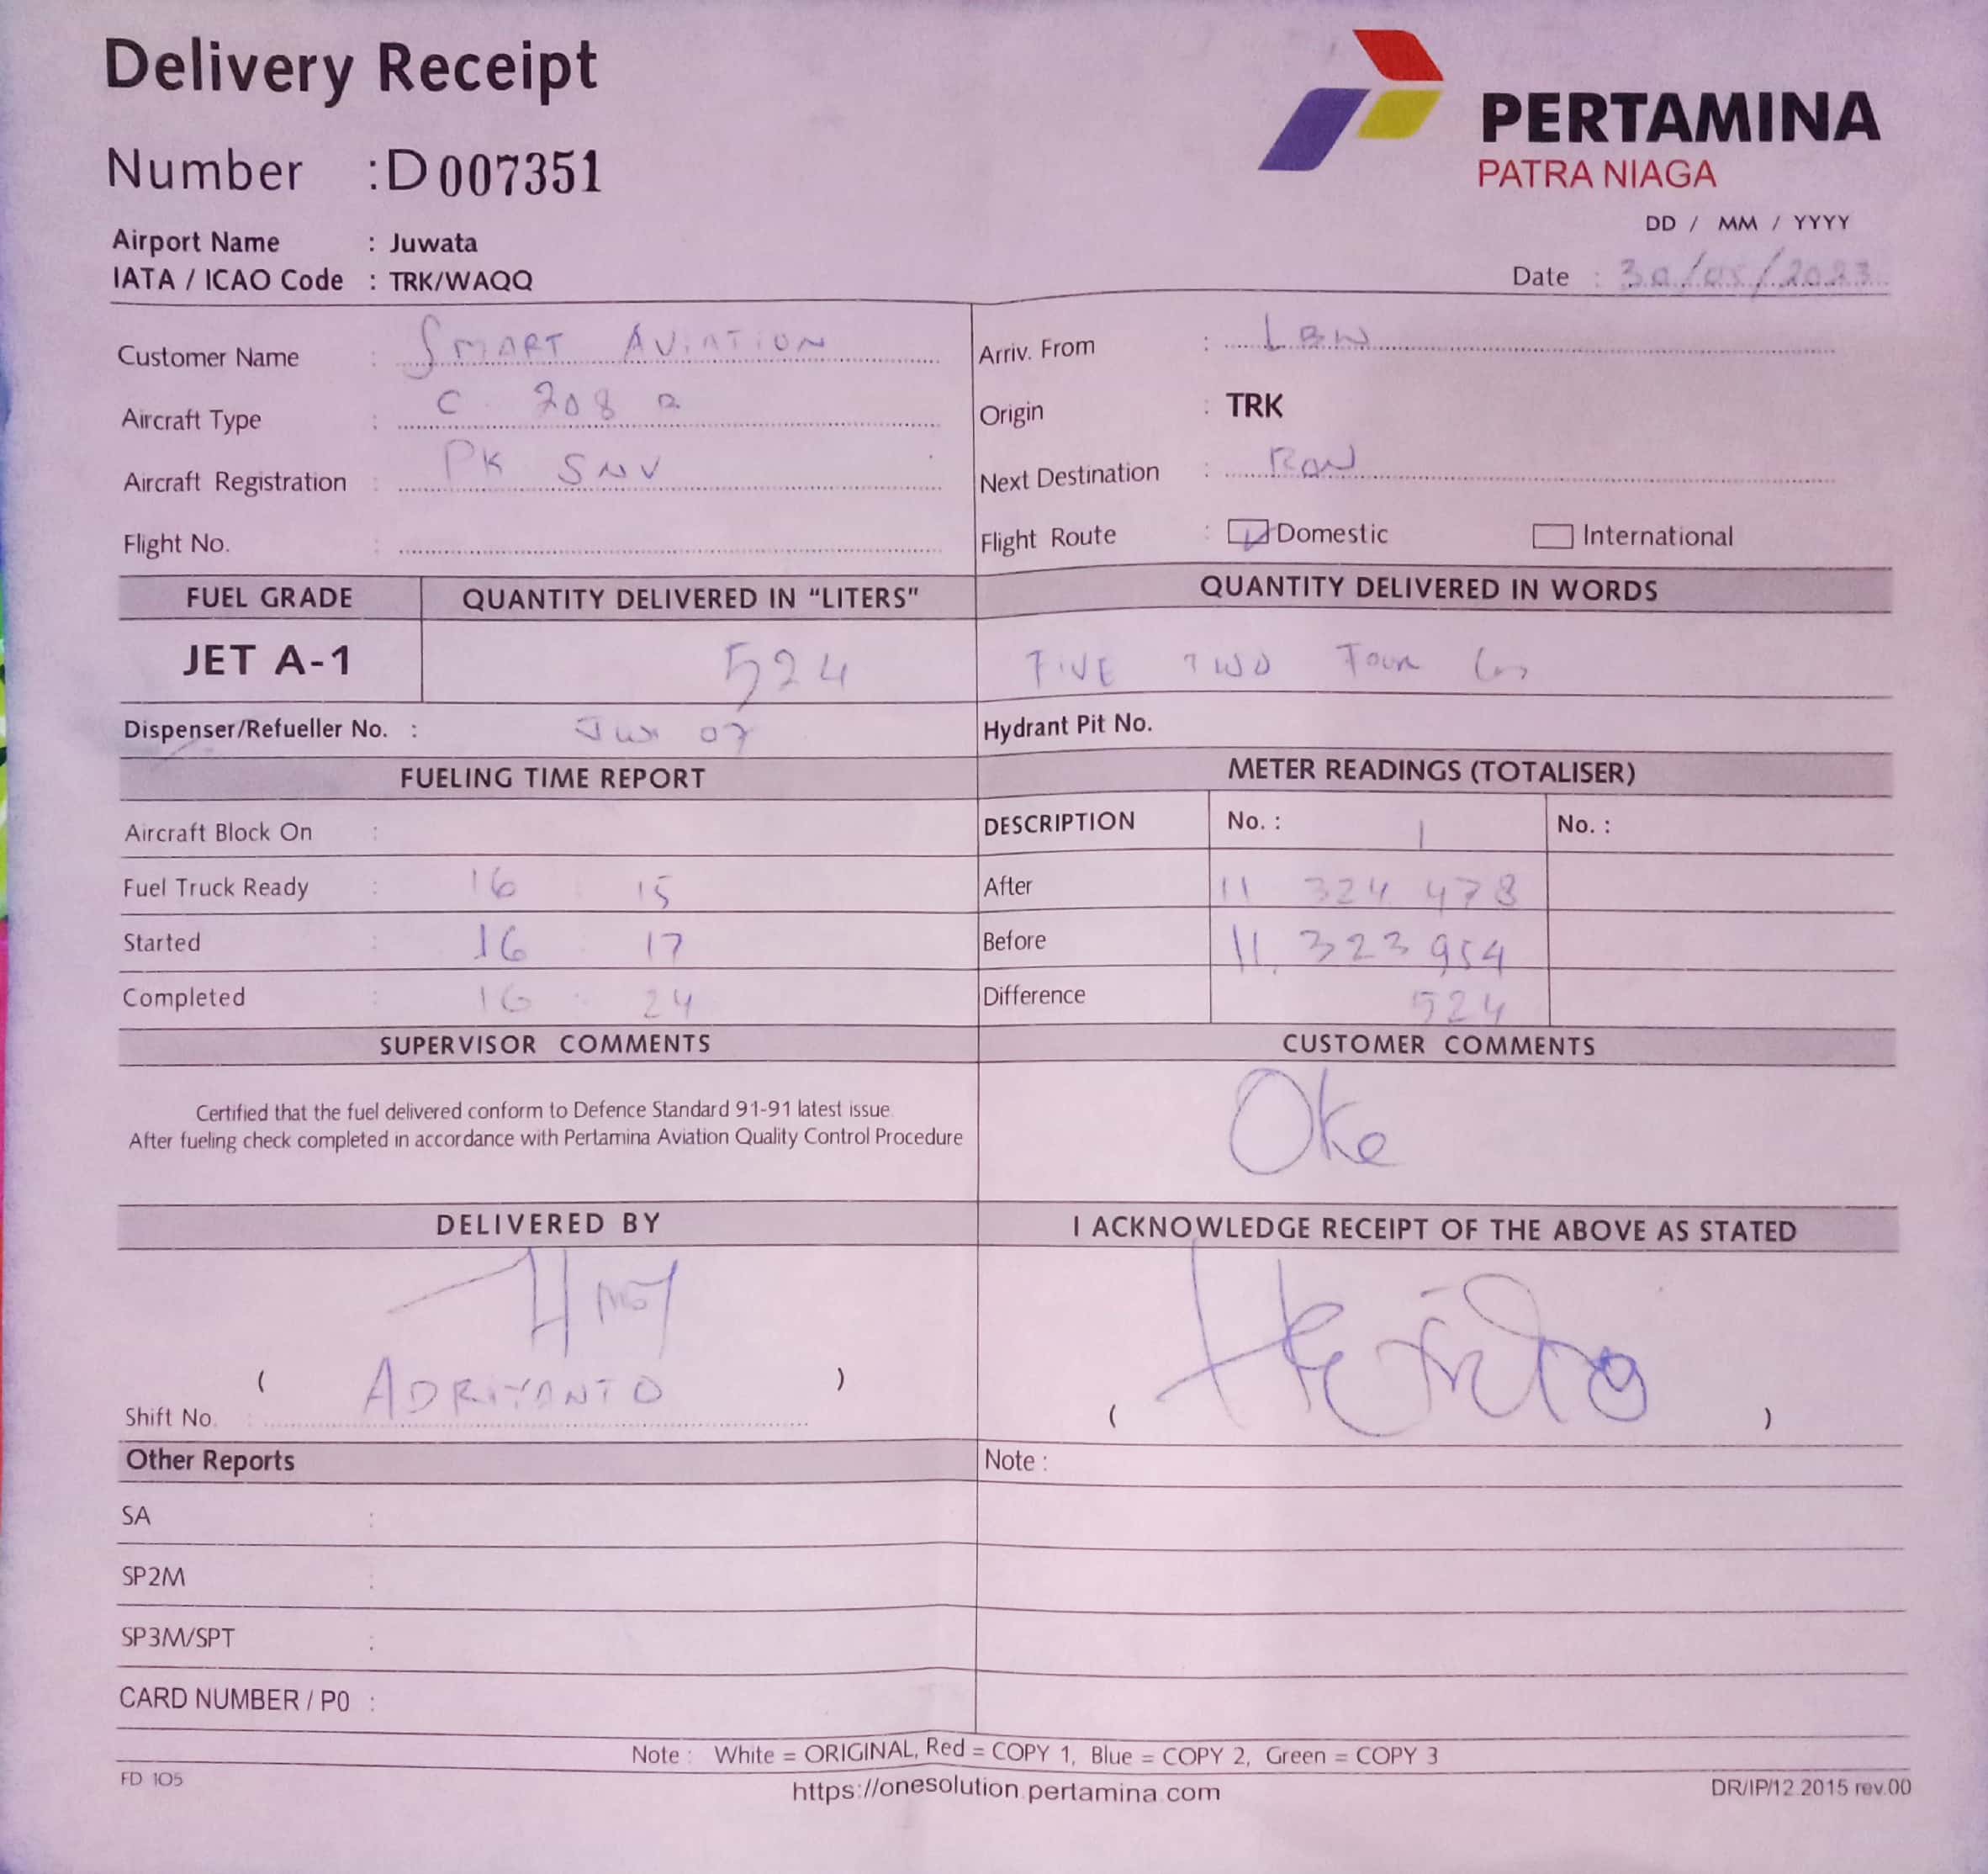 Delivery Receipt
PERTAMINA
PATRA NIAGA
Number : D 007351
DD / MM / YYYY
Airport Name : Juwata
IATA / ICAO Code : TRK/WAQQ
Date : 30/05/2023
Customer Name : SMART AVIATION
Arriv. From : LBW
Aircraft Type : C 208
Origin : TRK
Aircraft Registration : PK SNV
Next Destination :
Flight No. :
Flight Route : Domestic International
FUEL GRADE QUANTITY DELIVERED IN “LITERS” QUANTITY DELIVERED IN WORDS
JET A-1 524 FIVE TWO FOUR
Dispenser/Refueller No. : 07
Hydrant Pit No.
FUELING TIME REPORT METER READINGS (TOTALISER)
Aircraft Block On :
DESCRIPTION No. : 1 No. :
Fuel Truck Ready : 16 15
After 11 324 478
Started : 16 17
Before 11. 323 954
Completed : 16 : 24
Difference 524
SUPERVISOR COMMENTS CUSTOMER COMMENTS
Certified that the fuel delivered conform to Defence Standard 91-91 latest issue.
After fueling check completed in accordance with Pertamina Aviation Quality Control Procedure
Oke
DELIVERED BY I ACKNOWLEDGE RECEIPT OF THE ABOVE AS STATED
( ADRIYANTO )
Shift No.
( )
Other Reports Note :
SA :
SP2M :
SP3M/SPT :
CARD NUMBER / PO :
Note : White = ORIGINAL, Red = COPY 1, Blue = COPY 2, Green = COPY 3
FD 105
https://onesolution.pertamina.com
DR/IP/12.2015 rev.00